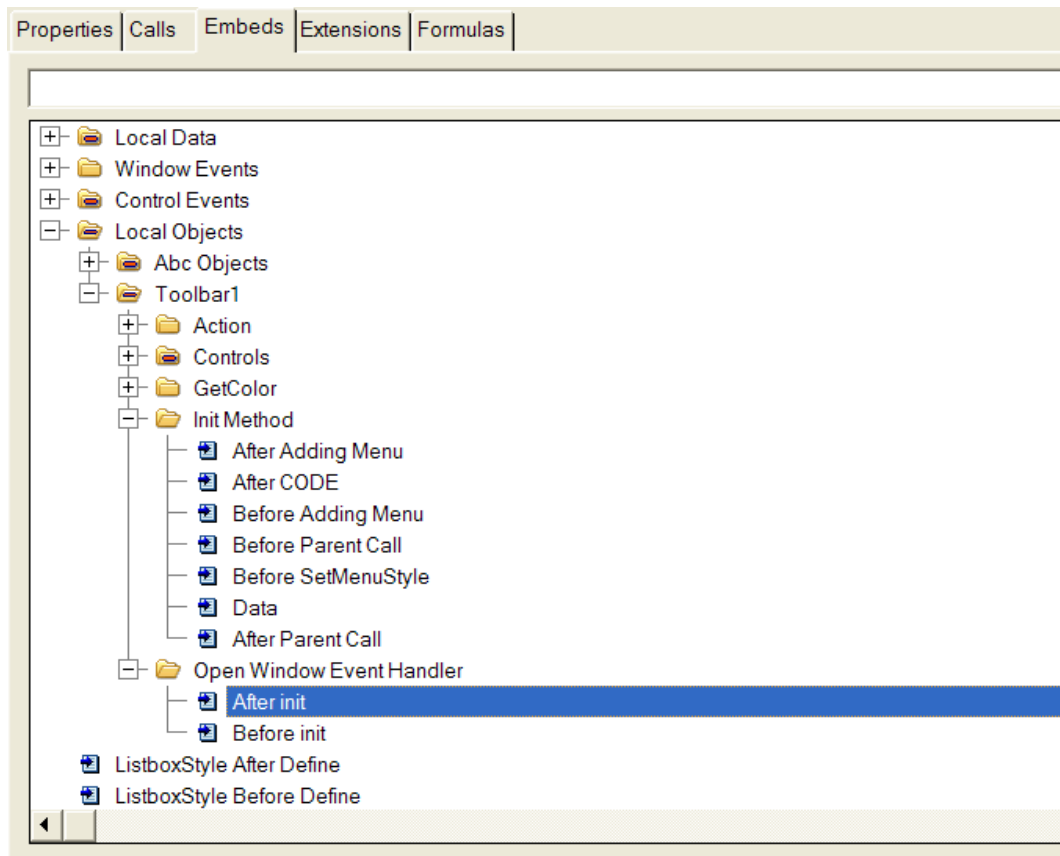 Properties Calls Embeds Extensions Formulas
Local Data
Window Events
Control Events
Local Objects
Abc Objects
Toolbar1
Action
Controls
GetColor
Init Method
After Adding Menu
After CODE
Before Adding Menu
Before Parent Call
Before SetMenuStyle
Data
After Parent Call
Open Window Event Handler
After init
Before init
ListboxStyle After Define
ListboxStyle Before Define